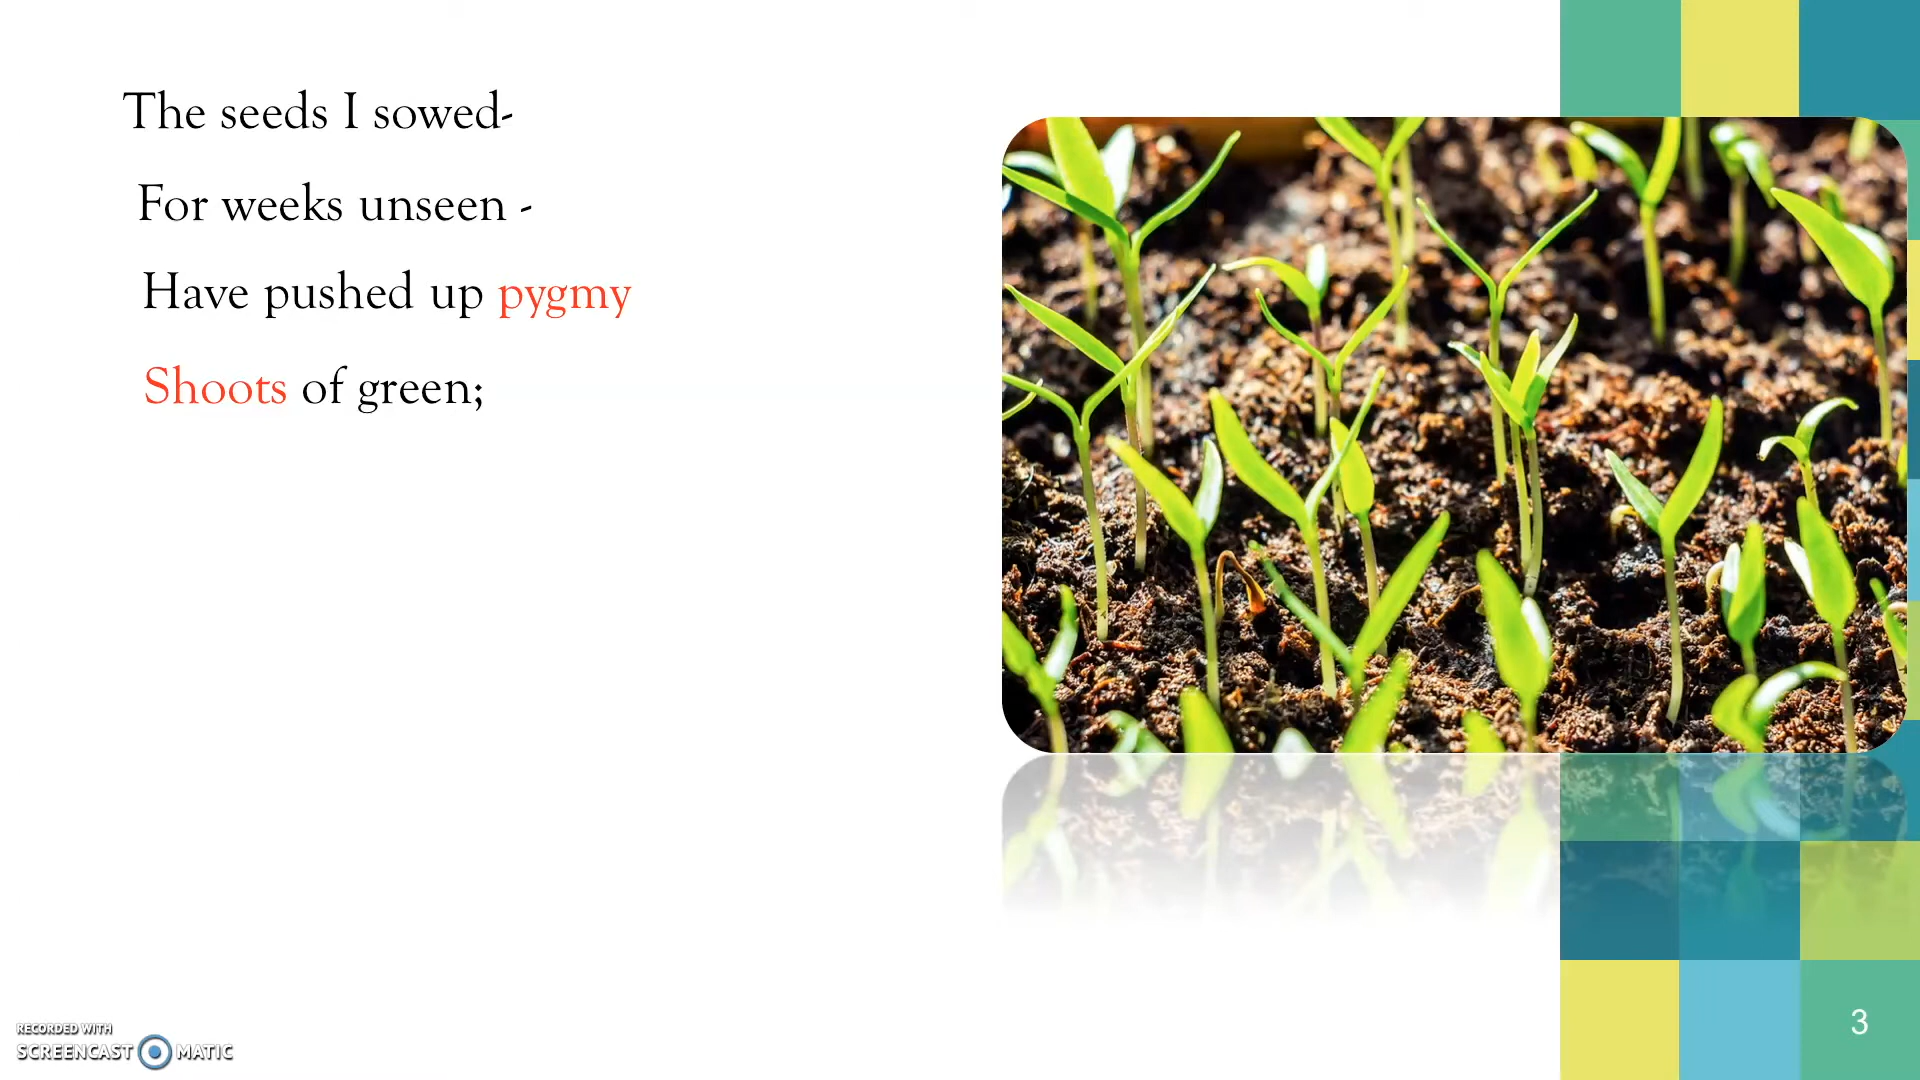 The seeds I sowed-
For weeks unseen -
Have pushed up pygmy
Shoots of green;
RECORDED WITH
SCREENCAST MATIC
3